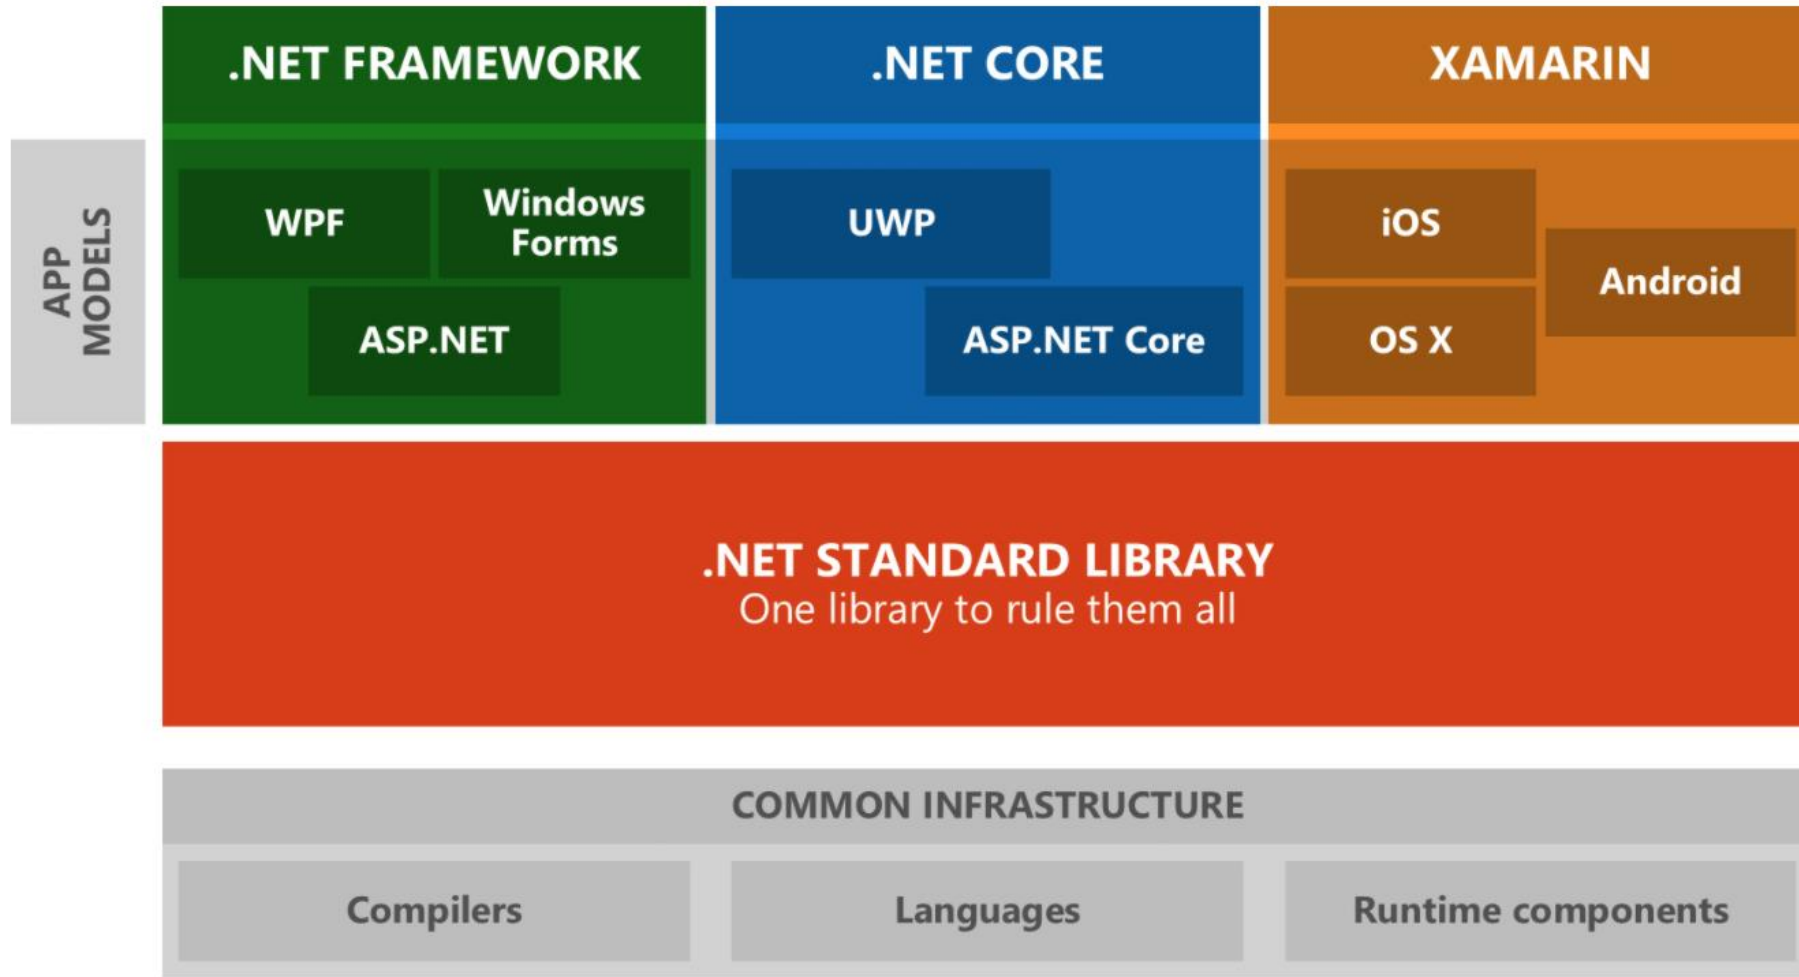 .NET FRAMEWORK
.NET CORE
XAMARIN
APP
MODELS
WPF
Windows
Forms
ASP.NET
UWP
ASP.NET Core
iOS
Android
OS X
.NET STANDARD LIBRARY
One library to rule them all
COMMON INFRASTRUCTURE
Compilers
Languages
Runtime components